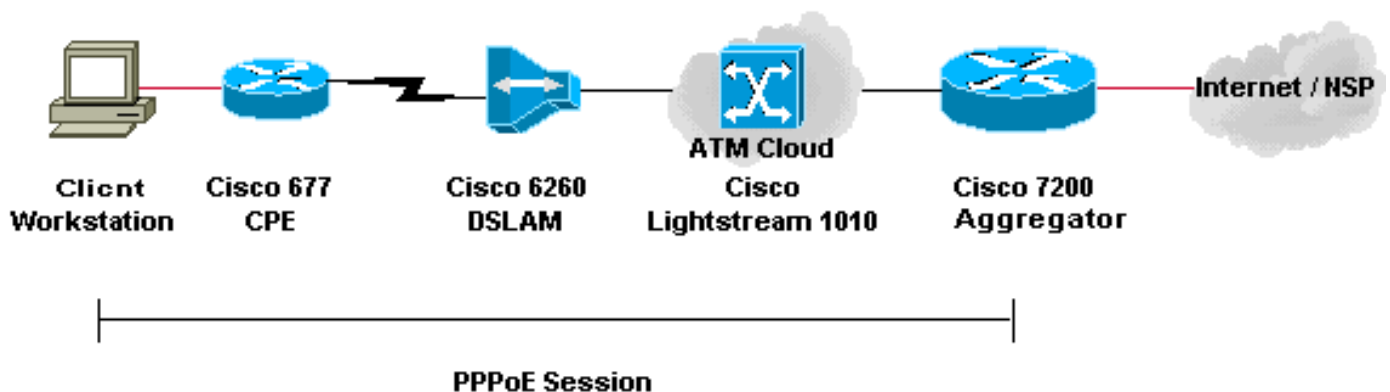 Internet / NSP
ATM Cloud
Client
Workstation
Cisco 677
CPE
Cisco 6260
DSLAM
Cisco
Lightstream 1010
Cisco 7200
Aggregator
PPPoE Session